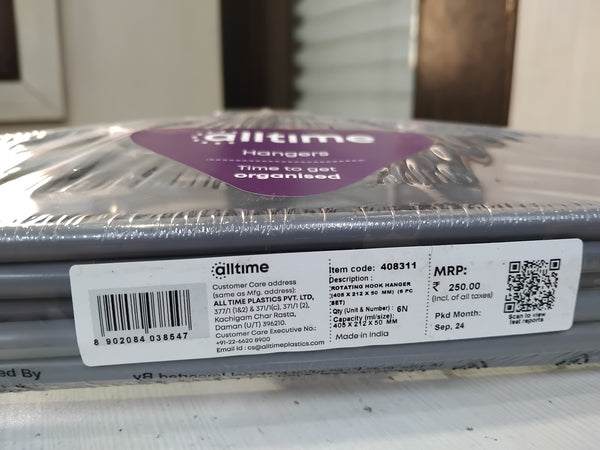 alltime
Hangers
Time to get
organised
alltime
Customer Care address
(same as Mfg. address):
ALL TIME PLASTICS PVT. LTD,
377/1 (1&2) & 37/1(c), 371/1 (2),
Kachigam Char Rasta,
Daman (U/T) 396210.
Customer Care Executive No.:
+91-22-6620 8900
Email id : cs@alltimeplastics.com
8 902084 038547
Item code: 408311
Description :
ROTATING HOOK HANGER
(405 X 212 X 50 MM) (6 PC
SET)
Qty (Unit & Number) : 6N
Capacity (ml/size):
405 X 212 X 50 MM
Made in India
MRP:
₹ 250.00
(Incl. of all taxes)
Pkd Month:
Sep. 24
Scan to view
test reports
ed By